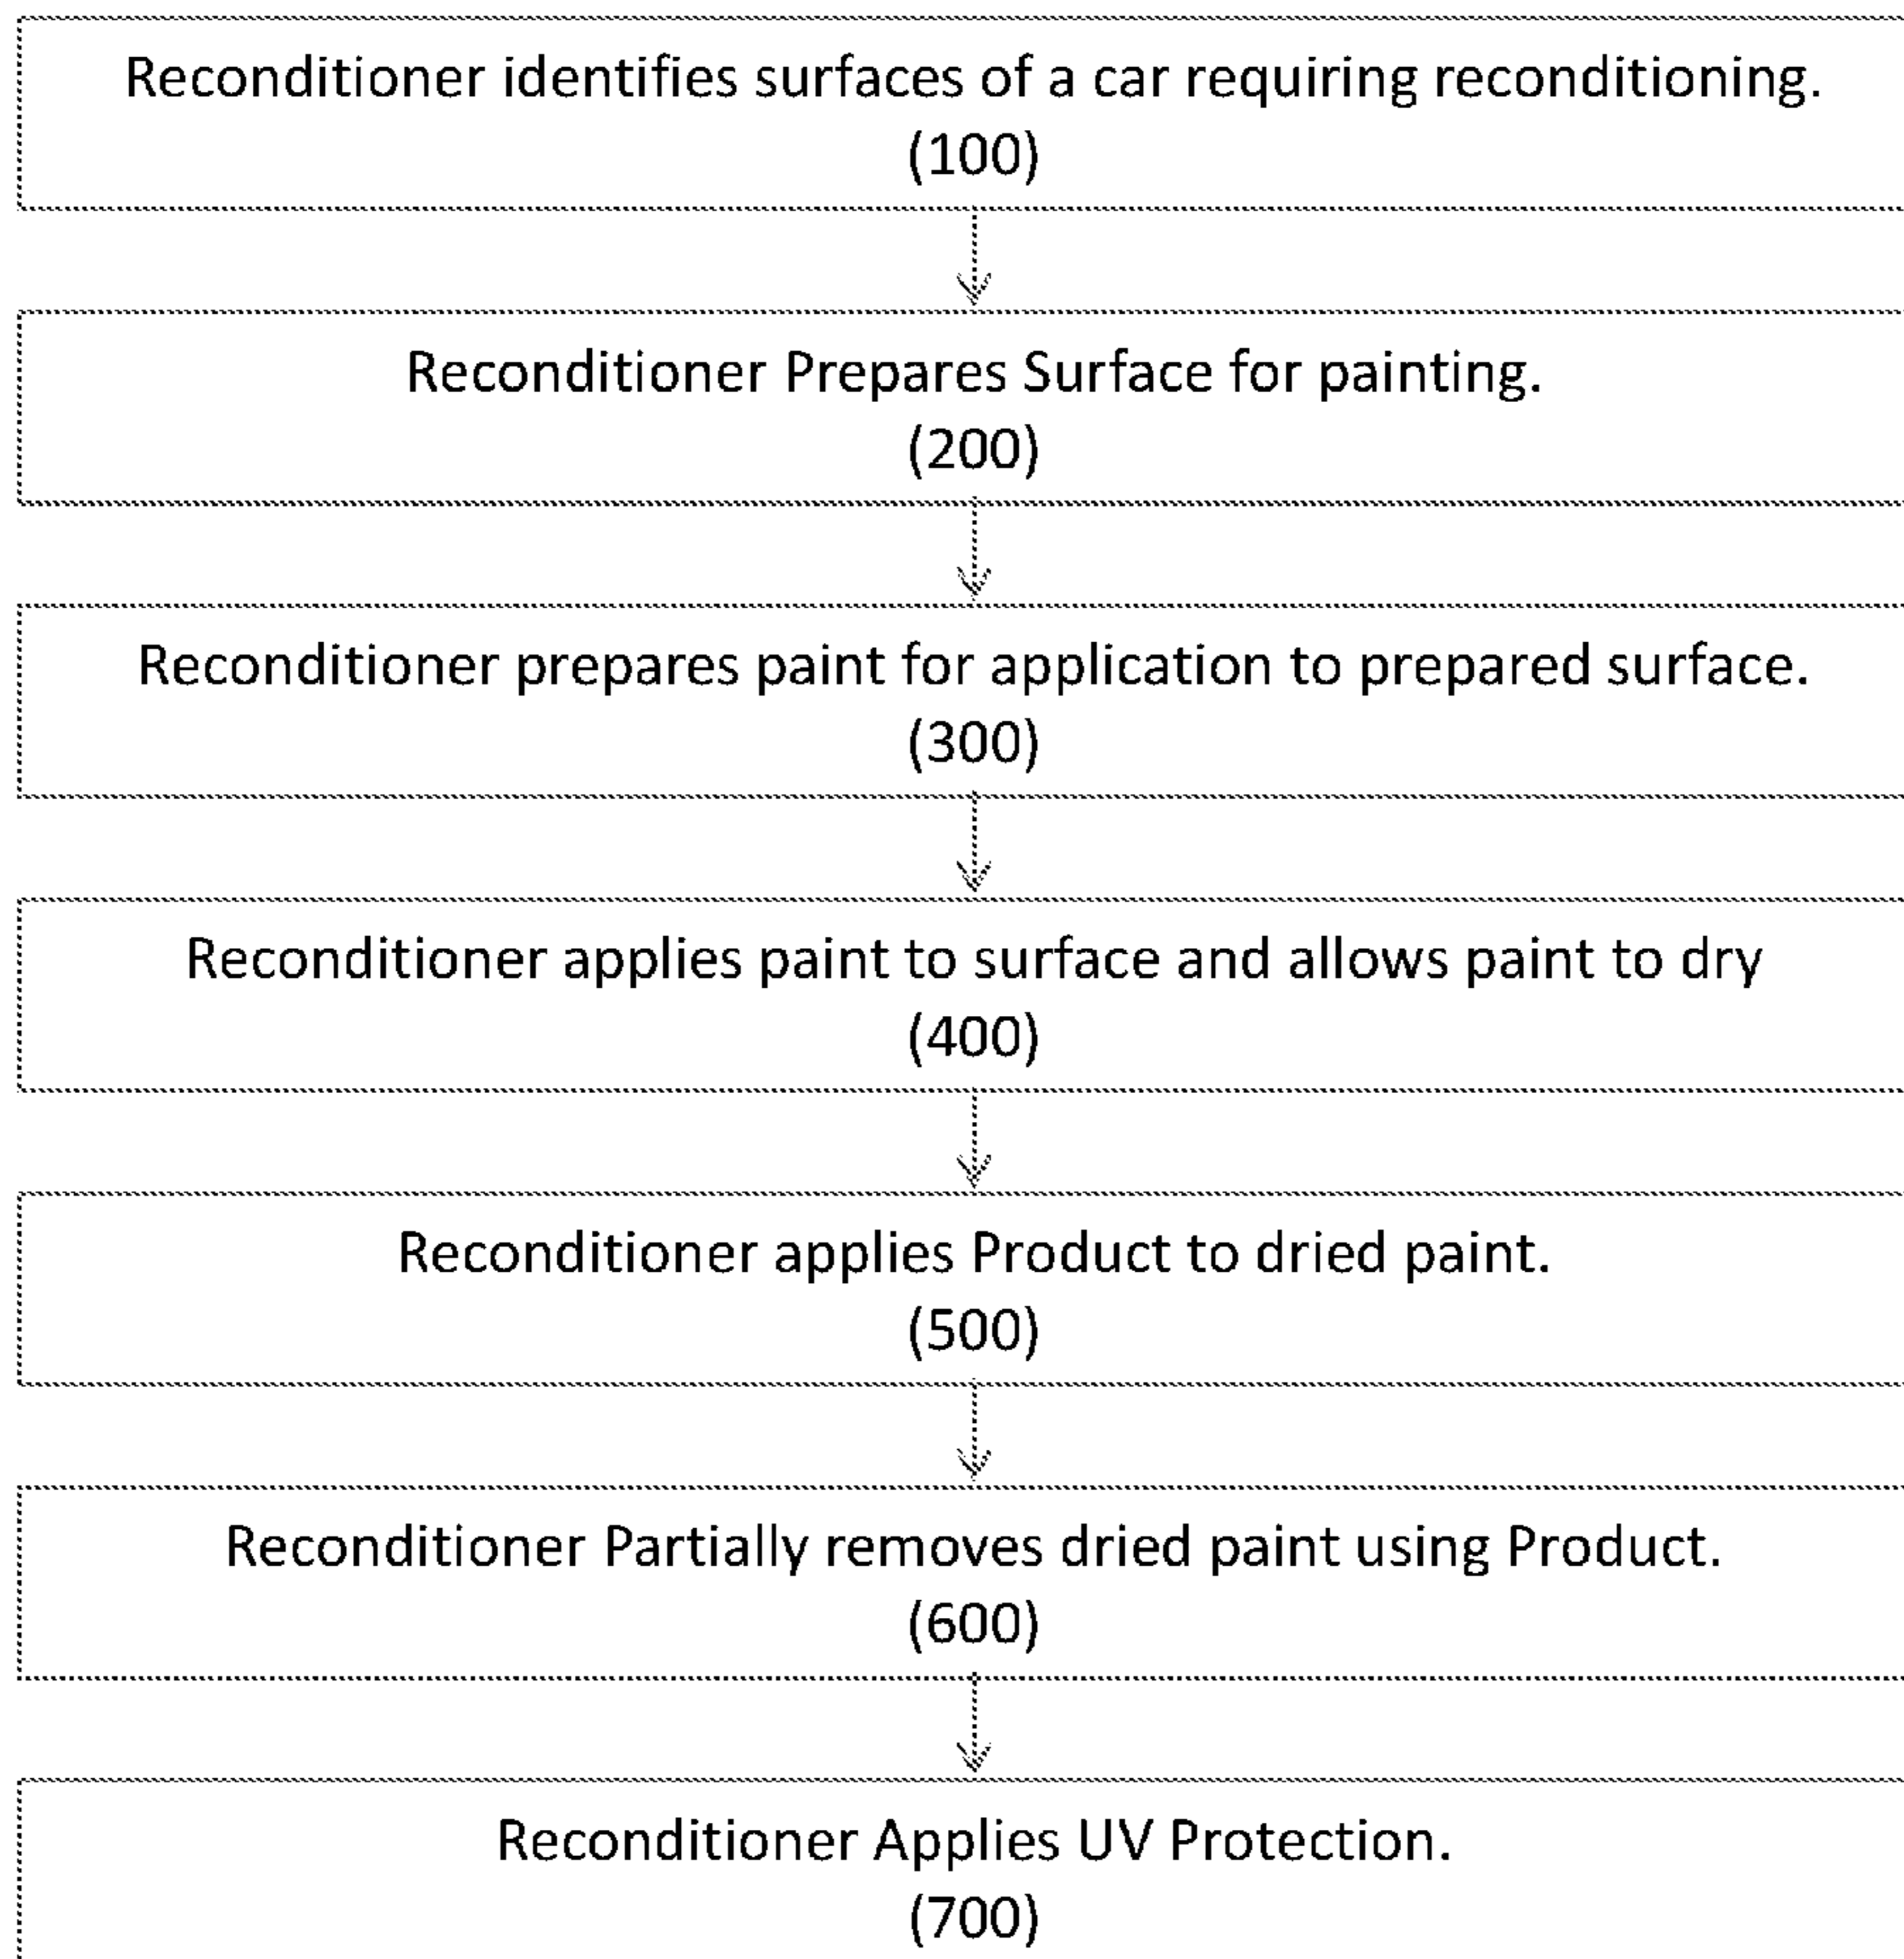 Reconditioner identifies surfaces of a car requiring reconditioning.
(100)
Reconditioner Prepares Surface for painting.
(200)
Reconditioner prepares paint for application to prepared surface.
(300)
Reconditioner applies paint to surface and allows paint to dry
(400)
Reconditioner applies Product to dried paint.
(500)
Reconditioner Partially removes dried paint using Product.
(600)
Reconditioner Applies UV Protection.
(700)